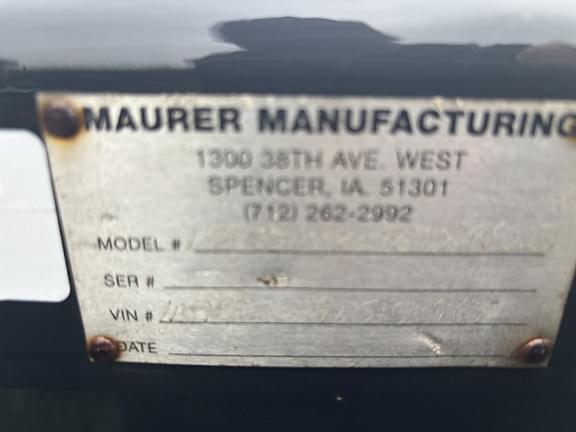 MAURER MANUFACTURING
1300 38TH AVE. WEST
SPENCER, IA. 51301
(712) 262-2992
MODEL #
SER #
VIN #
DATE